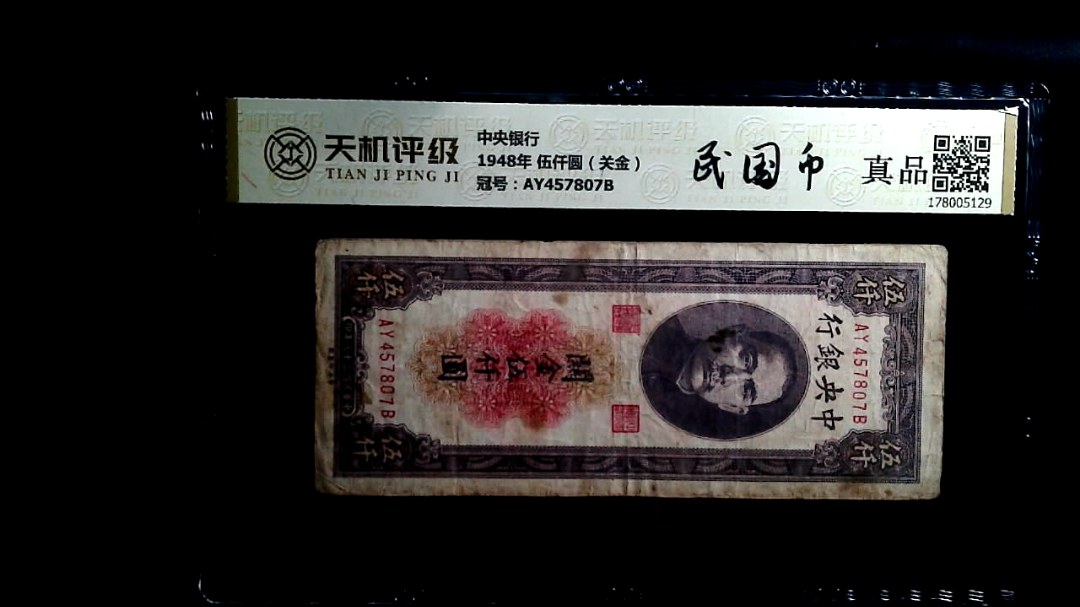 天机评级
TIAN JI PING JI
中央银行
1948年 伍仟圆（关金）
冠号：AY457807B
民国币
真品
178005129
伍仟
伍仟
中央銀行
AY457807B
關金伍仟圓
AY457807B
伍仟
伍仟